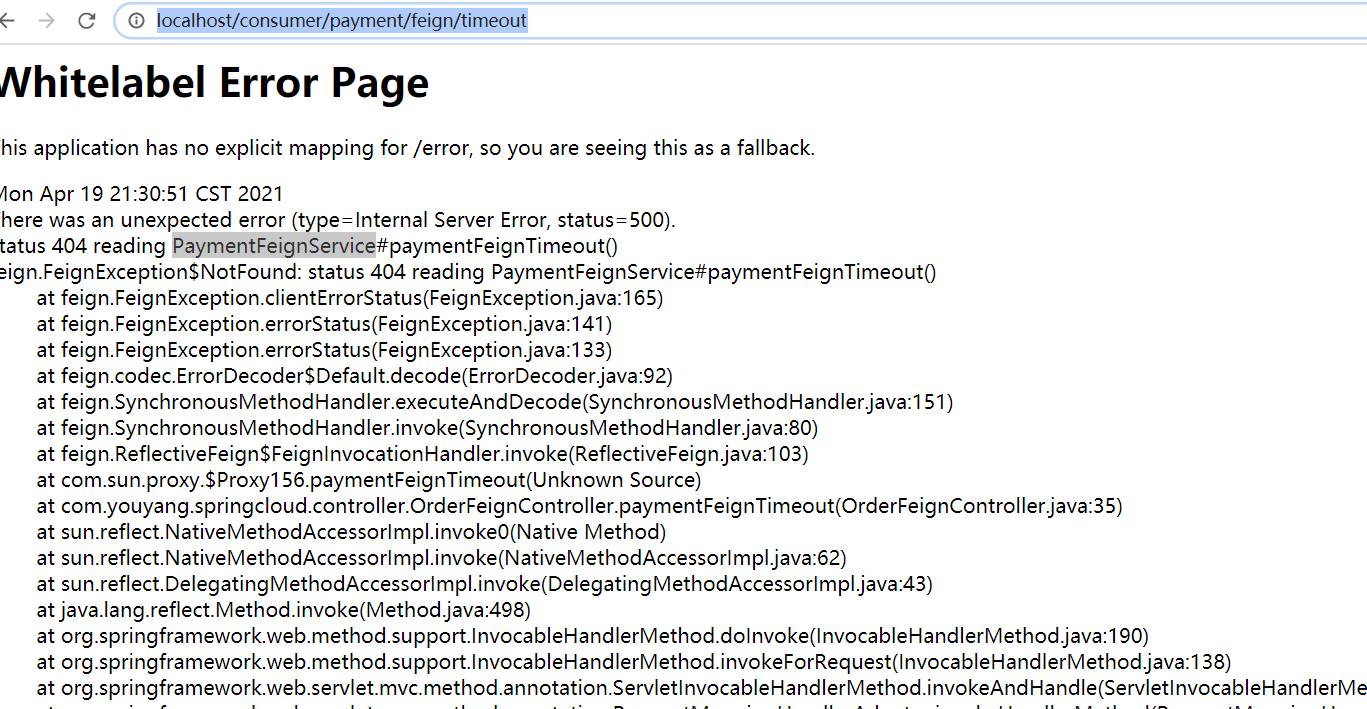 localhost/consumer/payment/feign/timeout
Whitelabel Error Page
his application has no explicit mapping for /error, so you are seeing this as a fallback.
Mon Apr 19 21:30:51 CST 2021
here was an unexpected error (type=Internal Server Error, status=500).
tatus 404 reading PaymentFeignService#paymentFeignTimeout()
eign.FeignException$NotFound: status 404 reading PaymentFeignService#paymentFeignTimeout()
at feign.FeignException.clientErrorStatus(FeignException.java:165)
at feign.FeignException.errorStatus(FeignException.java:141)
at feign.FeignException.errorStatus(FeignException.java:133)
at feign.codec.ErrorDecoder$Default.decode(ErrorDecoder.java:92)
at feign.SynchronousMethodHandler.executeAndDecode(SynchronousMethodHandler.java:151)
at feign.SynchronousMethodHandler.invoke(SynchronousMethodHandler.java:80)
at feign.ReflectiveFeign$FeignInvocationHandler.invoke(ReflectiveFeign.java:103)
at com.sun.proxy.$Proxy156.paymentFeignTimeout(Unknown Source)
at com.youyang.springcloud.controller.OrderFeignController.paymentFeignTimeout(OrderFeignController.java:35)
at sun.reflect.NativeMethodAccessorImpl.invoke0(Native Method)
at sun.reflect.NativeMethodAccessorImpl.invoke(NativeMethodAccessorImpl.java:62)
at sun.reflect.DelegatingMethodAccessorImpl.invoke(DelegatingMethodAccessorImpl.java:43)
at java.lang.reflect.Method.invoke(Method.java:498)
at org.springframework.web.method.support.InvocableHandlerMethod.doInvoke(InvocableHandlerMethod.java:190)
at org.springframework.web.method.support.InvocableHandlerMethod.invokeForRequest(InvocableHandlerMethod.java:138)
at org.springframework.web.servlet.mvc.method.annotation.ServletInvocableHandlerMethod.invokeAndHandle(ServletInvocableHandlerMe